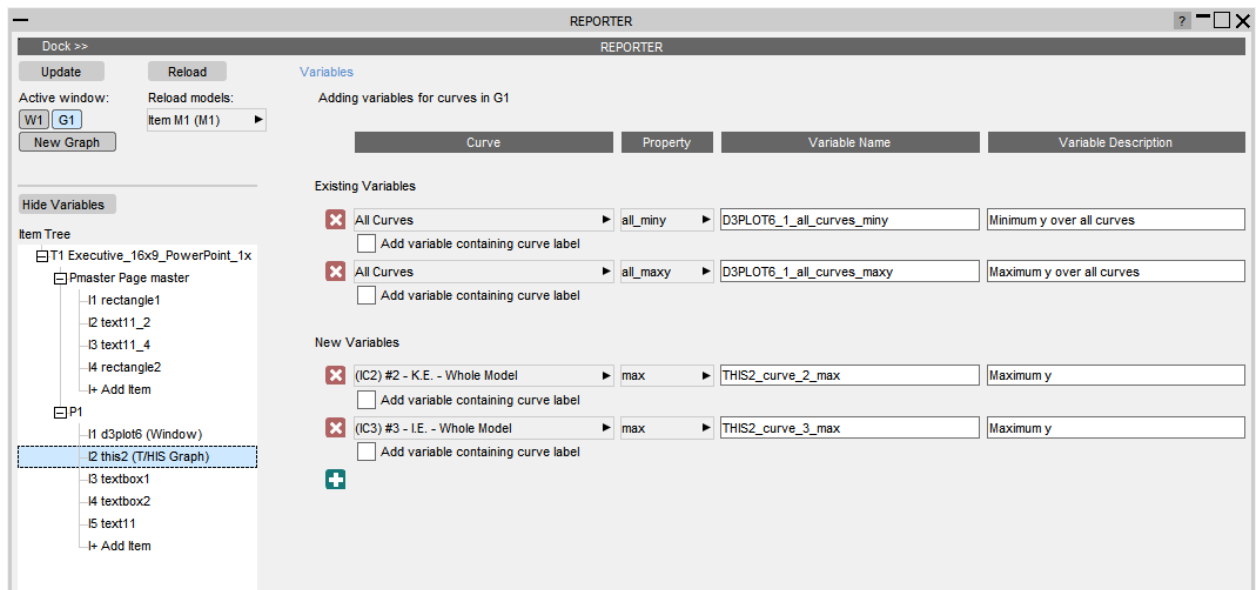 REPORTER
?
Dock >>
REPORTER
Update
Reload
Variables
Active window:
Reload models:
Adding variables for curves in G1
W1
G1
Item M1 (M1)
New Graph
Curve
Property
Variable Name
Variable Description
Existing Variables
Hide Variables
All Curves
all_miny
D3PLOT6_1_all_curves_miny
Minimum y over all curves
Add variable containing curve label
All Curves
all_maxy
D3PLOT6_1_all_curves_maxy
Maximum y over all curves
Add variable containing curve label
New Variables
(IC2) #2 - K.E. - Whole Model
max
THIS2_curve_2_max
Maximum y
Add variable containing curve label
(IC3) #3 - I.E. - Whole Model
max
THIS2_curve_3_max
Maximum y
Add variable containing curve label
Item Tree
T1 Executive_16x9_PowerPoint_1x
Pmaster Page master
I1 rectangle1
I2 text11_2
I3 text11_4
I4 rectangle2
I+ Add Item
P1
I1 d3plot6 (Window)
I2 this2 (T/HIS Graph)
I3 textbox1
I4 textbox2
I5 text11
I+ Add Item